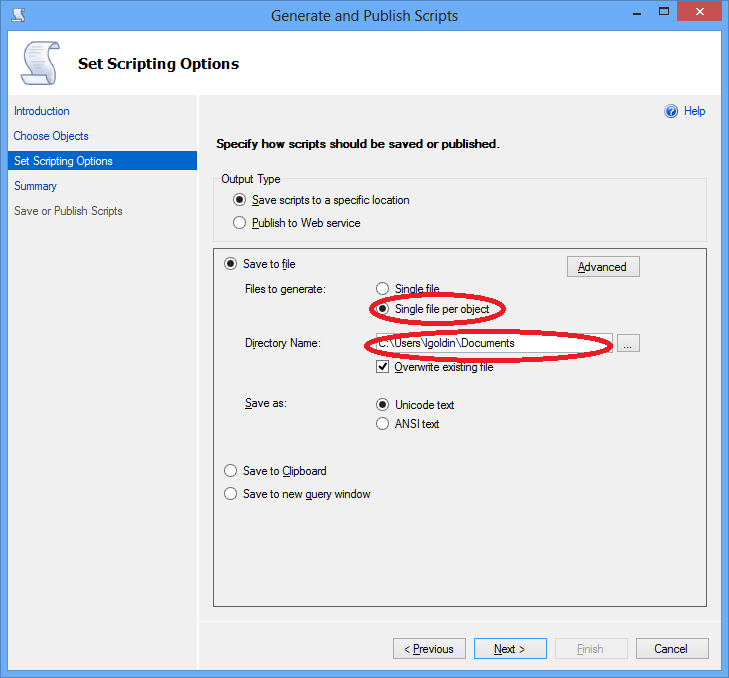 Generate and Publish Scripts
Set Scripting Options
Introduction
Choose Objects
Set Scripting Options
Summary
Save or Publish Scripts
Help
Specify how scripts should be saved or published.
Output Type
Save scripts to a specific location
Publish to Web service
Save to file
Advanced
Files to generate:
Single file
Single file per object
Directory Name:
C:\Users\lgoldin\Documents
...
Overwrite existing file
Save as:
Unicode text
ANSI text
Save to Clipboard
Save to new query window
< Previous
Next >
Finish
Cancel